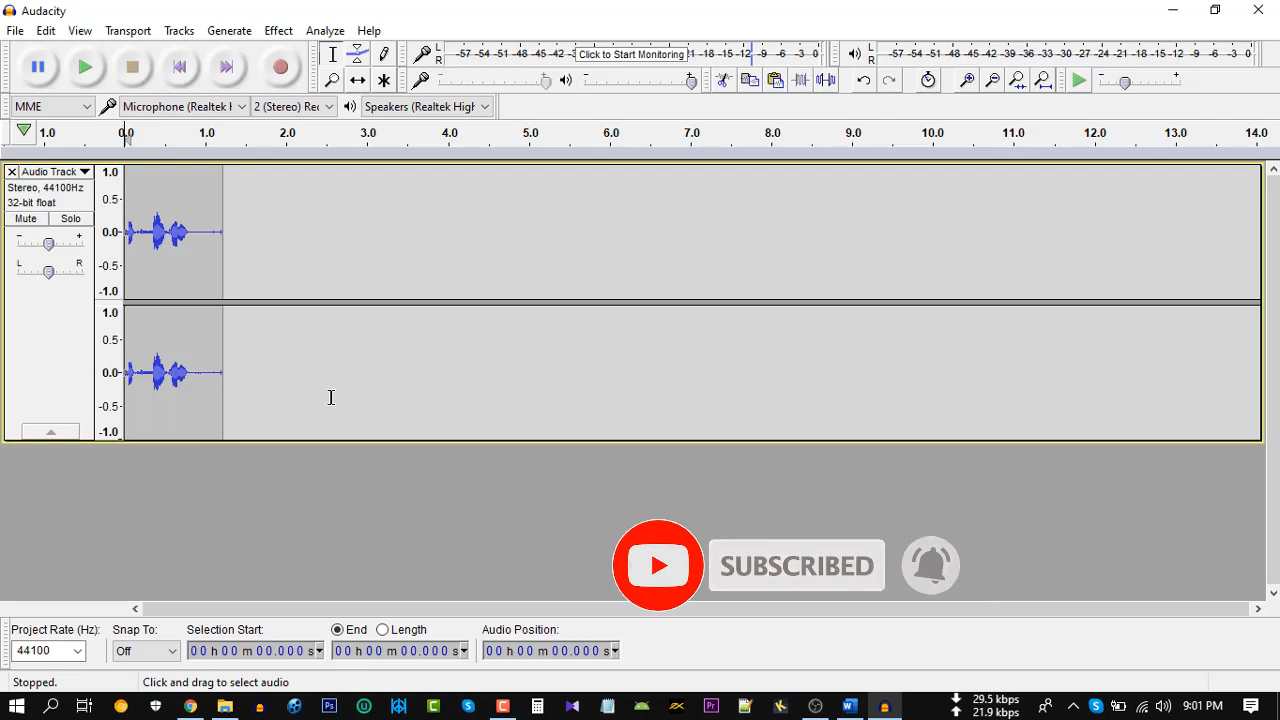 Audacity
File Edit View Transport Tracks Generate Effect Analyze Help
L R -57 -54 -51 -48 -45 -42 -3 Click to Start Monitoring -18 -15 -12 -9 -6 -3 0 L R -57 -54 -51 -48 -45 -42 -39 -36 -33 -30 -27 -24 -21 -18 -15 -12 -9 -6 -3 0
MME Microphone (Realtek H 2 (Stereo) Rec Speakers (Realtek High
1.0 0.0 1.0 2.0 3.0 4.0 5.0 6.0 7.0 8.0 9.0 10.0 11.0 12.0 13.0 14.0
Audio Track 1.0
Stereo, 44100Hz 0.5
32-bit float
Mute Solo
- + 0.0
L R -0.5
-1.0
1.0
0.5
0.0
-0.5
-1.0
SUBSCRIBED
Project Rate (Hz): Snap To: Selection Start: End Length Audio Position:
44100 Off 00 h 00 m 00.000 s 00 h 00 m 00.000 s 00 h 00 m 00.000 s
Stopped. Click and drag to select audio
29.5 kbps
21.9 kbps
9:01 PM